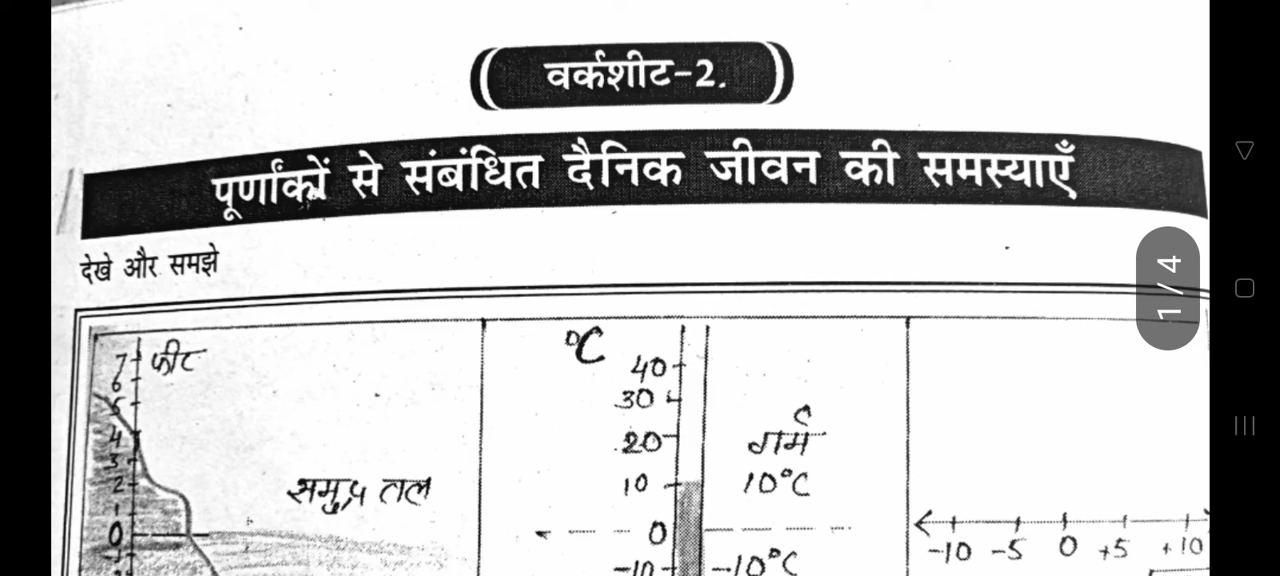 वर्कशीट-2.
पूर्णांकों से संबंधित दैनिक जीवन की समस्याएँ
देखे और समझे
1 / 4
7 फीट
6
5
4
3
2
1
0
-1
समुद्र तल
°C
40
30
20
10
0
-10
गर्म
10°C
-10°C
-10 -5 0 +5 +10